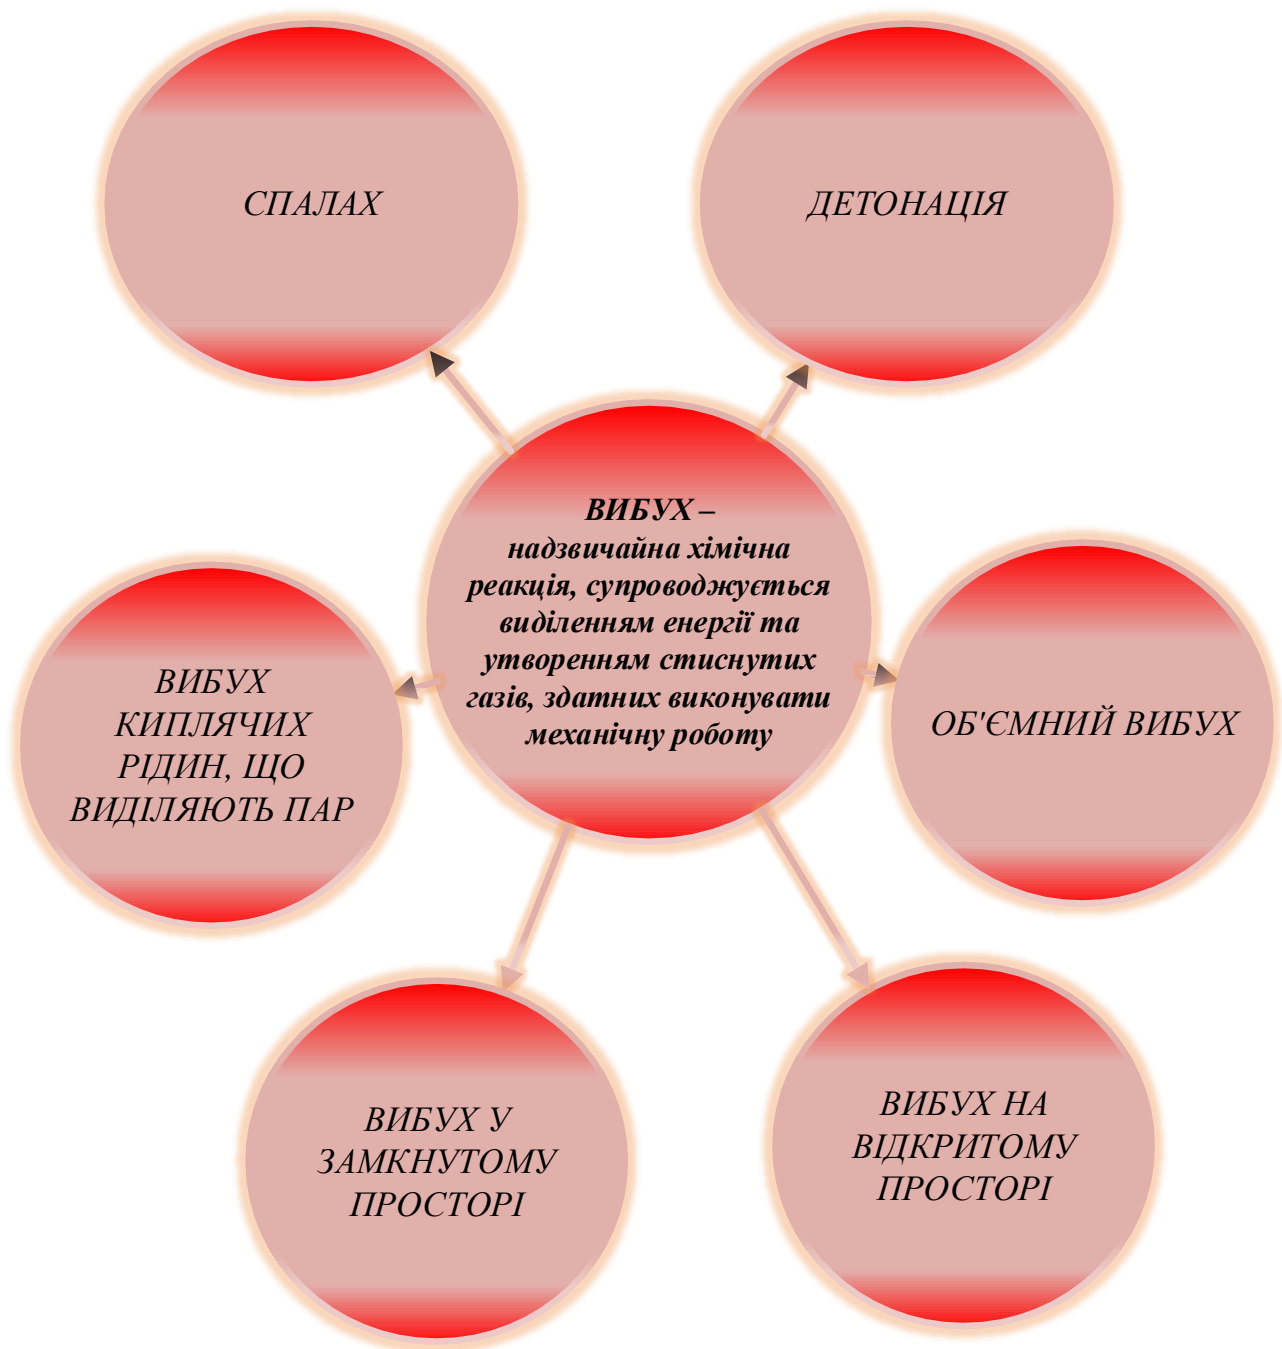 СПАЛАХ
ДЕТОНАЦІЯ
ВИБУХ –
надзвичайна хімічна
реакція, супроводжується
виділенням енергії та
утворенням стиснутих
газів, здатних виконувати
механічну роботу
ВИБУХ
КИПЛЯЧИХ
РІДИН, ЩО
ВИДІЛЯЮТЬ ПАР
ОБ'ЄМНИЙ ВИБУХ
ВИБУХ У
ЗАМКНУТОМУ
ПРОСТОРІ
ВИБУХ НА
ВІДКРИТОМУ
ПРОСТОРІ